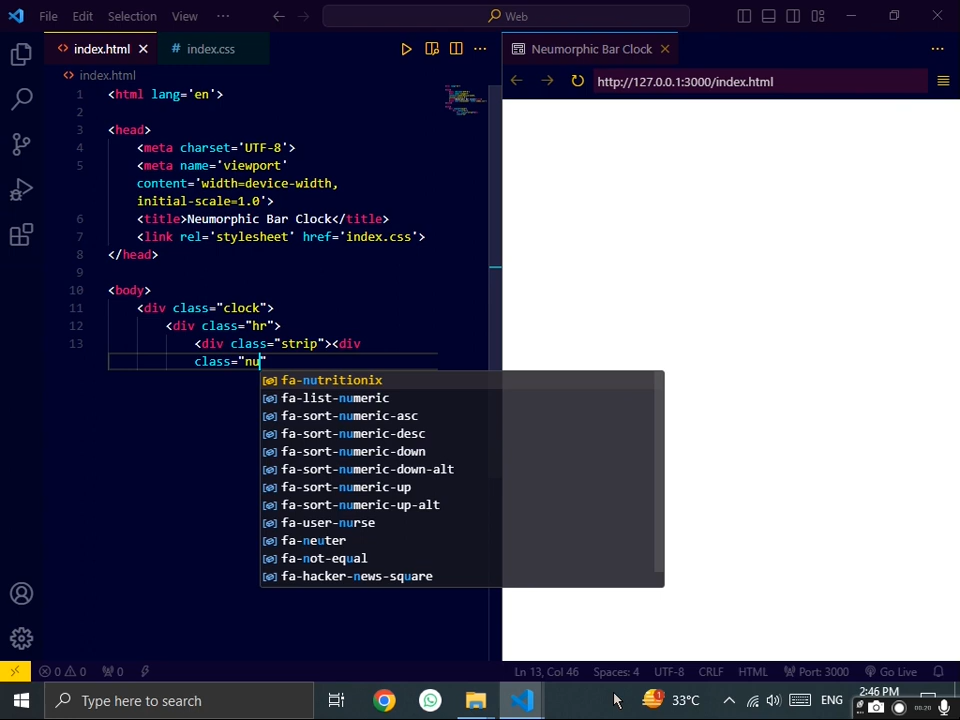 File Edit Selection View ··· Web
index.html index.css
Neumorphic Bar Clock
index.html
http://127.0.0.1:3000/index.html
1 <html lang='en'>
2
3 <head>
4 <meta charset='UTF-8'>
5 <meta name='viewport'
content='width=device-width,
initial-scale=1.0'>
6 <title>Neumorphic Bar Clock</title>
7 <link rel='stylesheet' href='index.css'>
8 </head>
9
10 <body>
11 <div class="clock">
12 <div class="hr">
13 <div class="strip"><div
class="nu"
fa-nutritionix
fa-list-numeric
fa-sort-numeric-asc
fa-sort-numeric-desc
fa-sort-numeric-down
fa-sort-numeric-down-alt
fa-sort-numeric-up
fa-sort-numeric-up-alt
fa-user-nurse
fa-neuter
fa-not-equal
fa-hacker-news-square
0 0 0 Ln 13, Col 46 Spaces: 4 UTF-8 CRLF HTML Port: 3000 Go Live
Type here to search 1 33°C ENG 2:46 PM 00:20